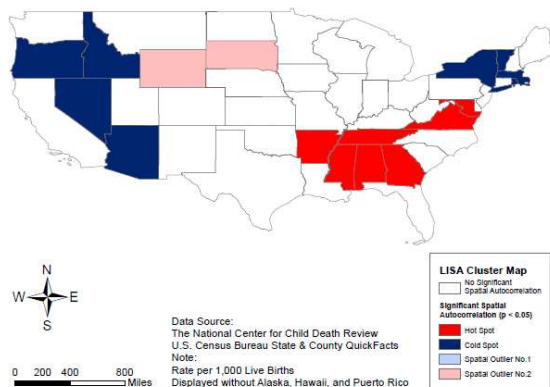 N
W E
S
0 200 400 800
Miles
Data Source:
The National Center for Child Death Review
U.S. Census Bureau State & County QuickFacts
Note:
Rate per 1,000 Live Births
Displayed without Alaska, Hawaii, and Puerto Rico
LISA Cluster Map
No Significant
Spatial Autocorrelation
Significant Spatial
Autocorrelation (p < 0.05)
Hot Spot
Cold Spot
Spatial Outlier No.1
Spatial Outlier No.2